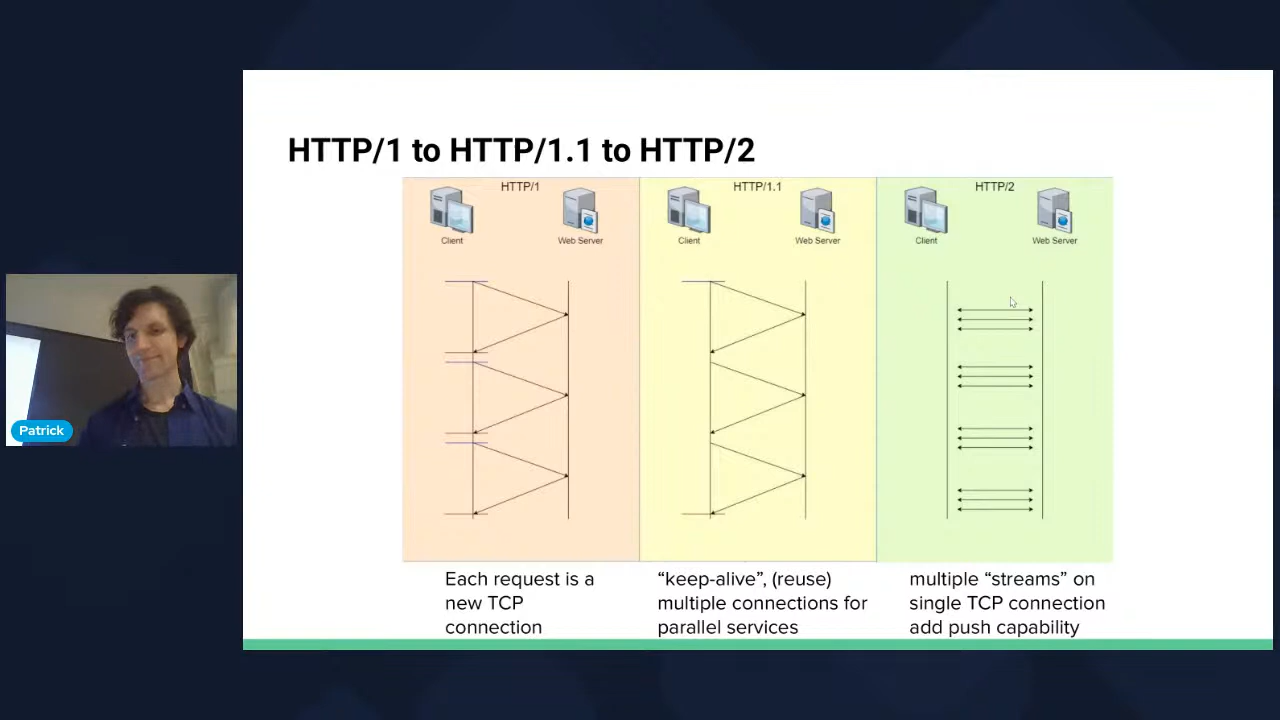 HTTP/1 to HTTP/1.1 to HTTP/2
HTTP/1
Client
Web Server
HTTP/1.1
Client
Web Server
HTTP/2
Client
Web Server
Each request is a
new TCP
connection
“keep-alive”, (reuse)
multiple connections for
parallel services
multiple “streams” on
single TCP connection
add push capability
Patrick